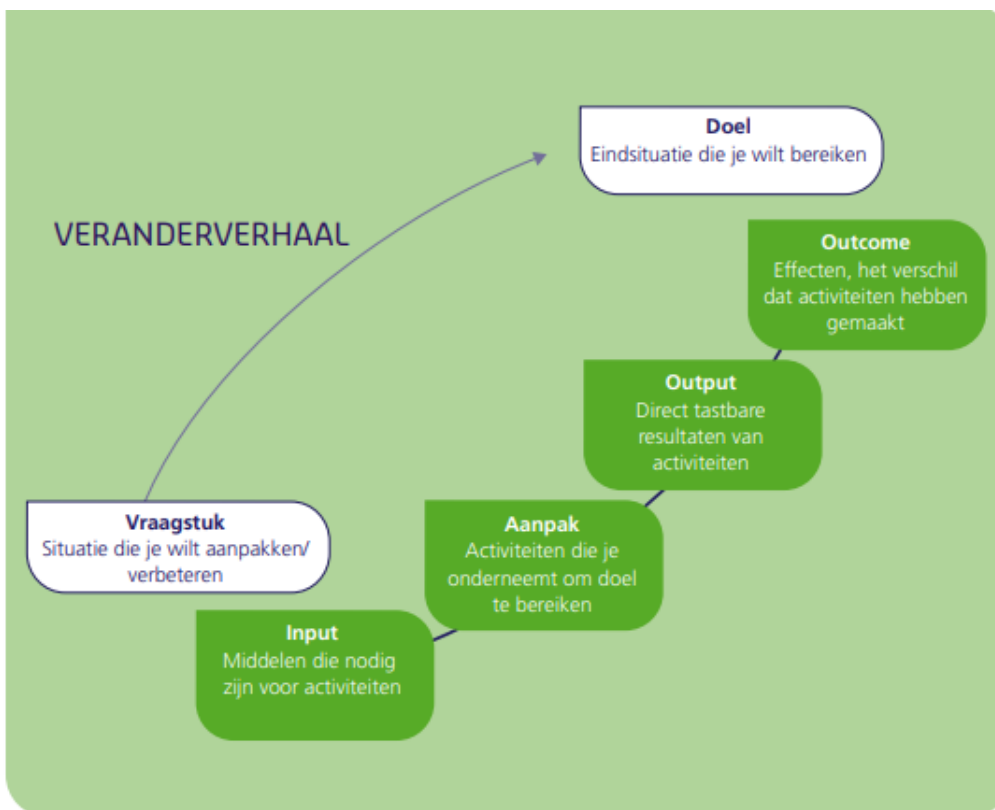 Doel
Eindsituatie die je wilt bereiken
VERANDERVERHAAL
Outcome
Effecten, het verschil
dat activiteiten hebben
gemaakt
Output
Direct tastbare
resultaten van
activiteiten
Vraagstuk
Situatie die je wilt aanpakken/
verbeteren
Aanpak
Activiteiten die je
onderneemt om doel
te bereiken
Input
Middelen die nodig
zijn voor activiteiten